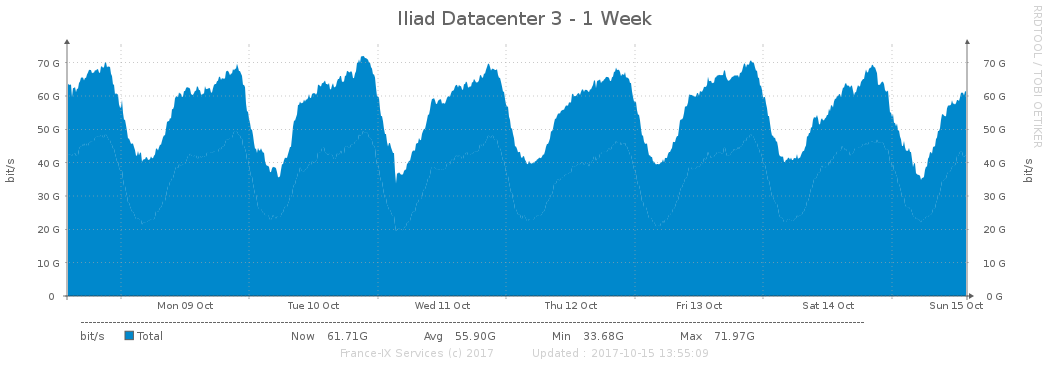 Iliad Datacenter 3 - 1 Week
RRDTOOL / TOBI OETIKER
70 G 70 G
60 G 60 G
50 G 50 G
40 G 40 G
30 G 30 G
20 G 20 G
10 G 10 G
0 0 G
bit/s bit/s
Mon 09 Oct Tue 10 Oct Wed 11 Oct Thu 12 Oct Fri 13 Oct Sat 14 Oct Sun 15 Oct
bit/s Total Now 61.71G Avg 55.90G Min 33.68G Max 71.97G
France-IX Services (c) 2017 Updated : 2017-10-15 13:55:09